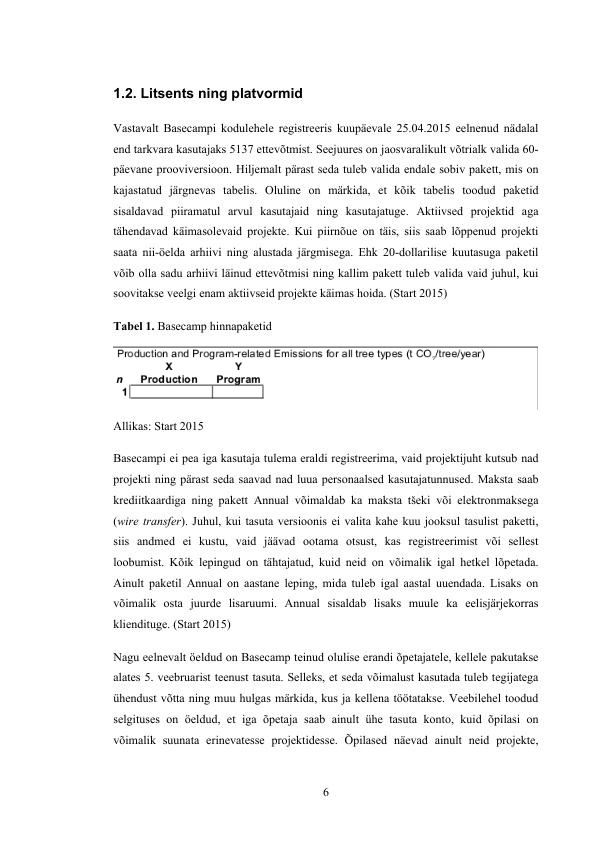 1.2. Litsents ning platvormid
Vastavalt Basecampi kodulehele registreeris kuupäevale 25.04.2015 eelnenud nädalal
end tarkvara kasutajaks 5137 ettevõtmist. Seejuures on jaosvaralikult võtrialk valida 60-
päevane prooviversioon. Hiljemalt pärast seda tuleb valida endale sobiv pakett, mis on
kajastatud järgnevas tabelis. Oluline on märkida, et kõik tabelis toodud paketid
sisaldavad piiramatul arvul kasutajaid ning kasutajatuge. Aktiivsed projektid aga
tähendavad käimasolevaid projekte. Kui piirnõue on täis, siis saab lõppenud projekti
saata nii-öelda arhiivi ning alustada järgmisega. Ehk 20-dollarilise kuutasuga paketil
võib olla sadu arhiivi läinud ettevõtmisi ning kallim pakett tuleb valida vaid juhul, kui
soovitakse veelgi enam aktiivseid projekte käimas hoida. (Start 2015)
Tabel 1. Basecamp hinnapaketid
Production and Program-related Emissions for all tree types (t CO₂/tree/year)
X Y
n Production Program
1
Allikas: Start 2015
Basecampi ei pea iga kasutaja tulema eraldi registreerima, vaid projektijuht kutsub nad
projekti ning pärast seda saavad nad luua personaalsed kasutajatunnused. Maksta saab
krediitkaardiga ning pakett Annual võimaldab ka maksta tšeki või elektronmaksega
(wire transfer). Juhul, kui tasuta versioonis ei valita kahe kuu jooksul tasulist paketti,
siis andmed ei kustu, vaid jäävad ootama otsust, kas registreerimist või sellest
loobumist. Kõik lepingud on tähtajatud, kuid neid on võimalik igal hetkel lõpetada.
Ainult paketil Annual on aastane leping, mida tuleb igal aastal uuendada. Lisaks on
võimalik osta juurde lisaruumi. Annual sisaldab lisaks muule ka eelisjärjekorras
kliendituge. (Start 2015)
Nagu eelnevalt öeldud on Basecamp teinud olulise erandi õpetajatele, kellele pakutakse
alates 5. veebruarist teenust tasuta. Selleks, et seda võimalust kasutada tuleb tegijatega
ühendust võtta ning muu hulgas märkida, kus ja kellena töötatakse. Veebilehel toodud
selgituses on öeldud, et iga õpetaja saab ainult ühe tasuta konto, kuid õpilasi on
võimalik suunata erinevatesse projektidesse. Õpilased näevad ainult neid projekte,
6